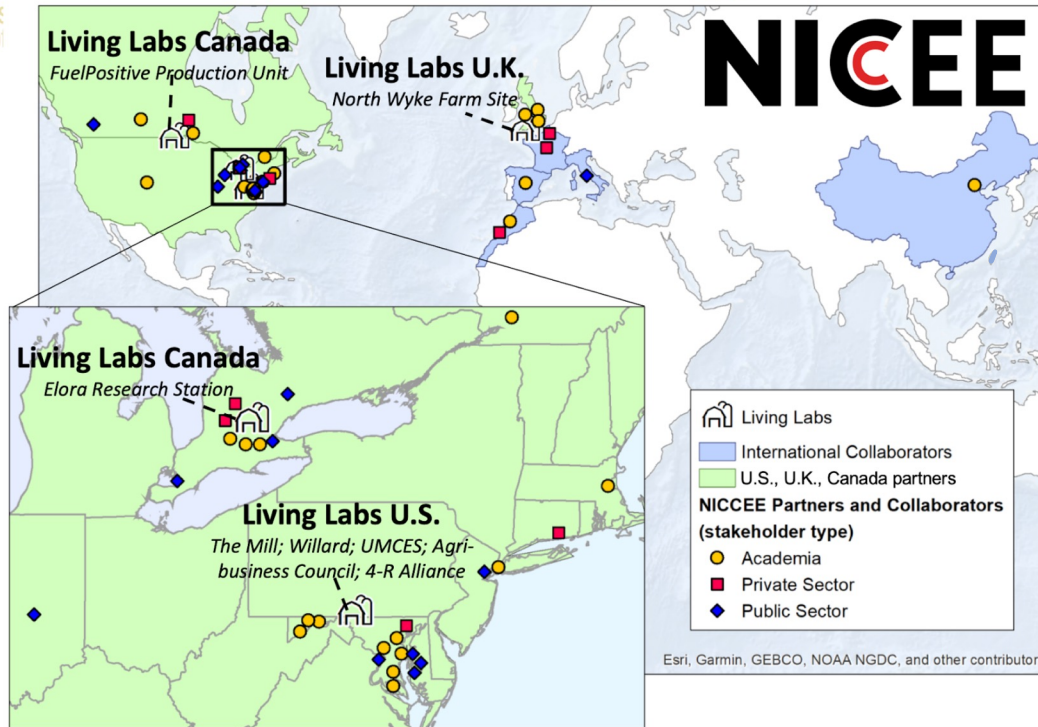 Living Labs Canada
FuelPositive Production Unit
Living Labs U.K.
North Wyke Farm Site
NICCEE
Living Labs Canada
Elora Research Station
Living Labs U.S.
The Mill; Willard; UMCES; Agri-
business Council; 4-R Alliance
Living Labs
International Collaborators
U.S., U.K., Canada partners
NICCEE Partners and Collaborators
(stakeholder type)
Academia
Private Sector
Public Sector
Esri, Garmin, GEBCO, NOAA NGDC, and other contributor